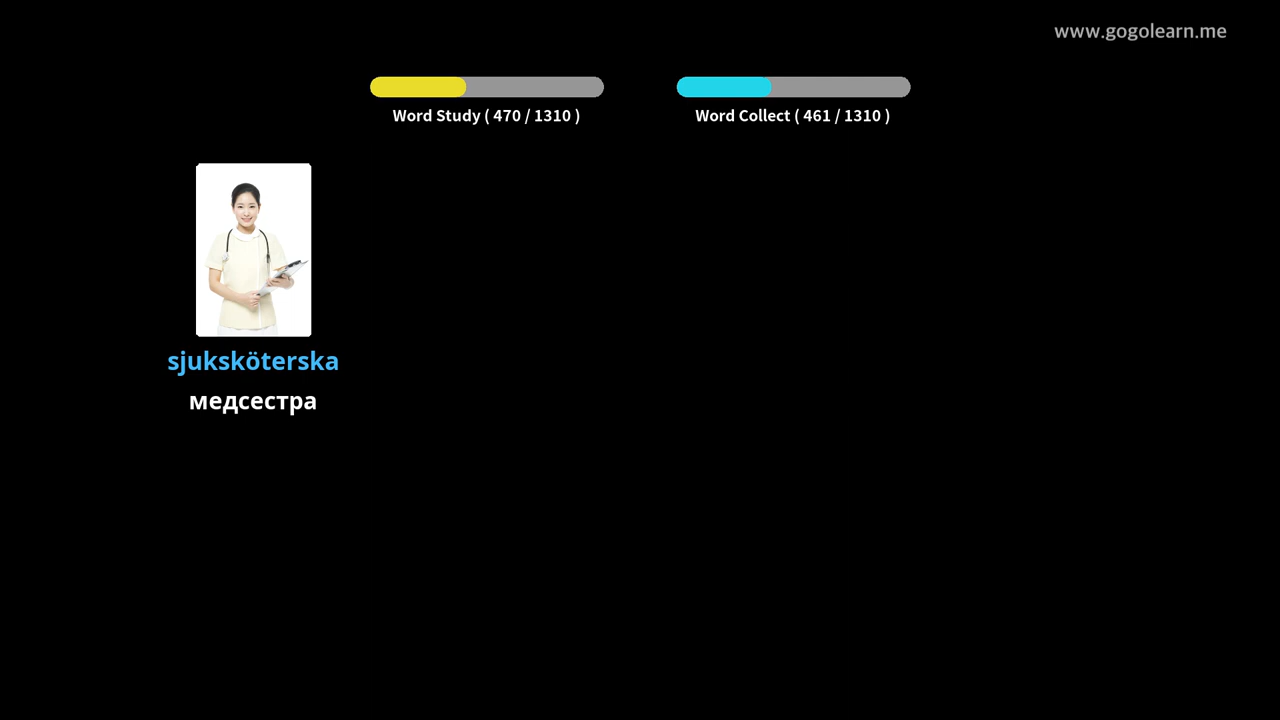 www.gogolearn.me
Word Study ( 470 / 1310 )
Word Collect ( 461 / 1310 )
sjuksköterska
медсестра